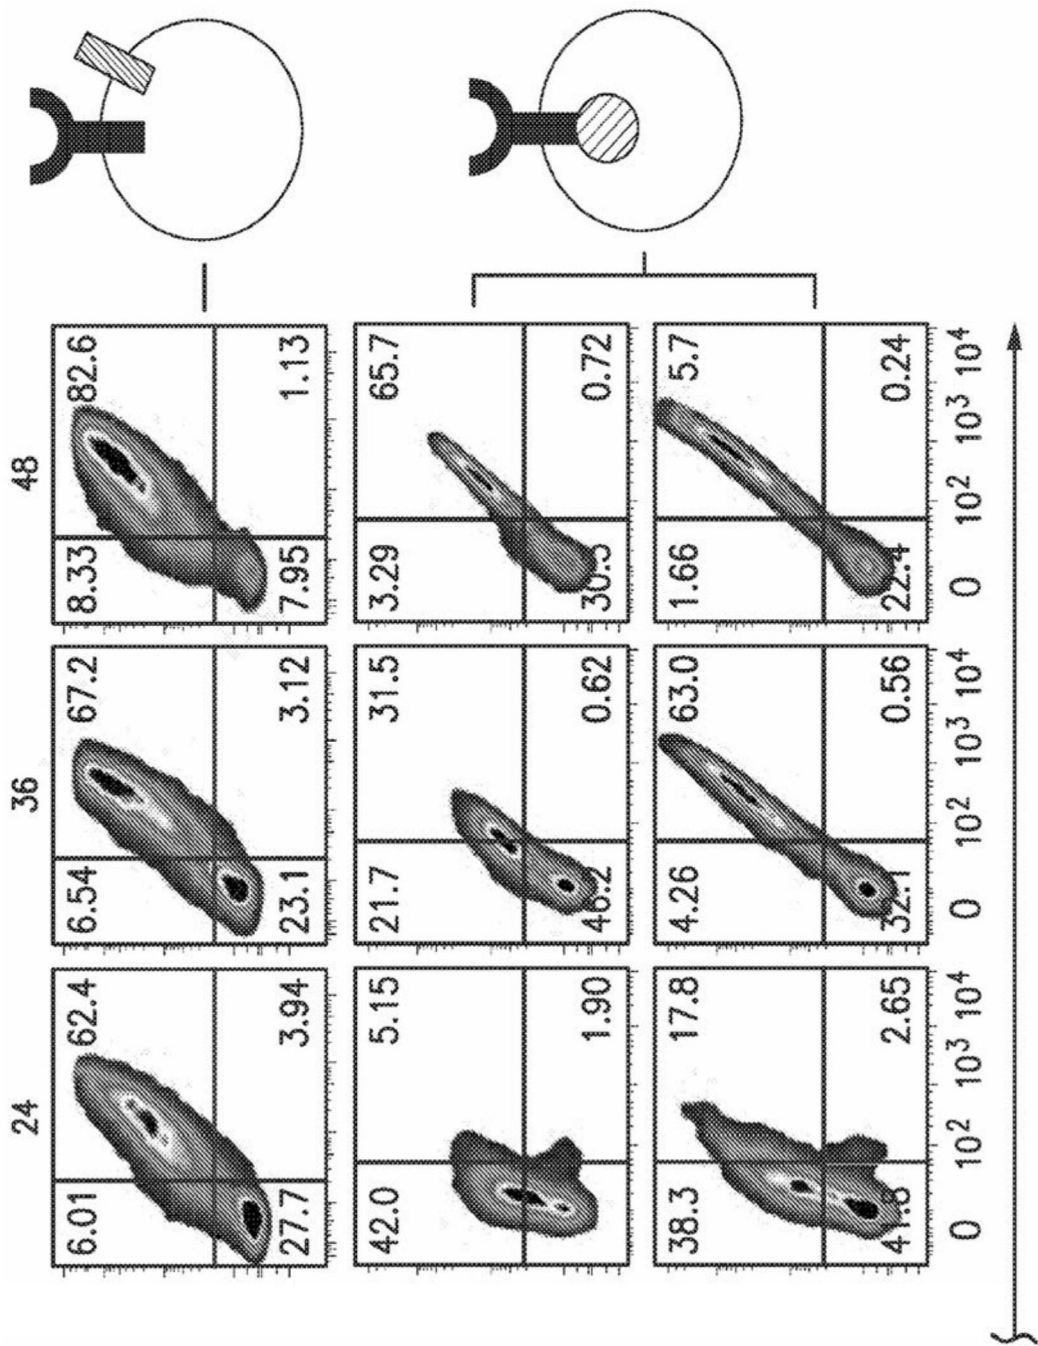 24 36 48
6.01 62.4 6.54 67.2 8.33 82.6
27.7 3.94 23.1 3.12 7.95 1.13
42.0 5.15 21.7 31.5 3.29 65.7
1.90 46.2 0.62 0.72
38.3 17.8 4.26 63.0 1.66 5.7
2.65 32.1 0.56 22.4 0.24
0 10² 10³ 10⁴ 0 10² 10³ 10⁴ 0 10² 10³ 10⁴